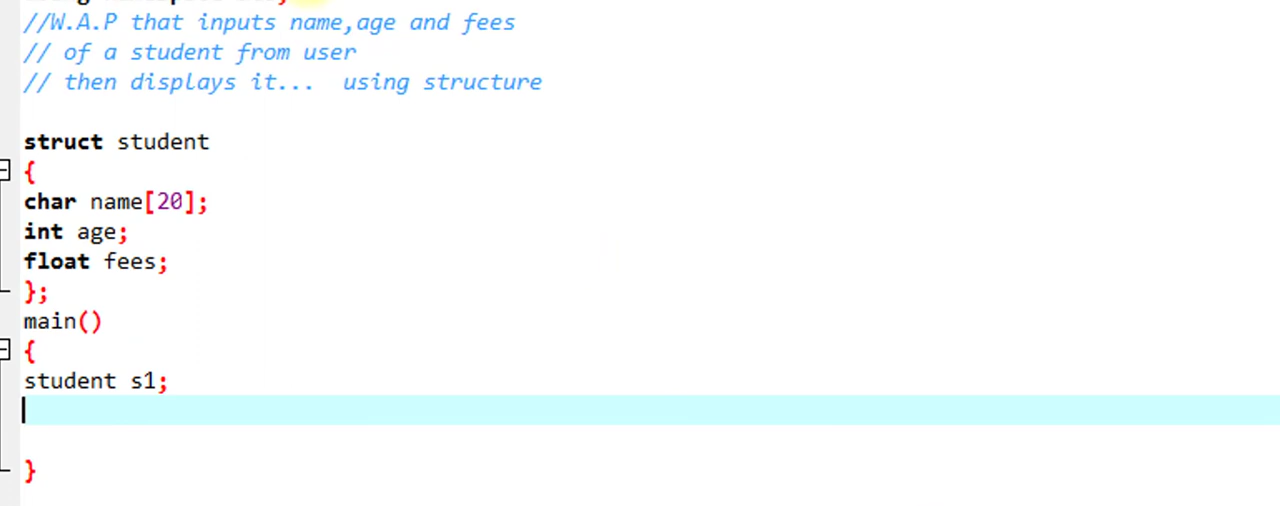 //W.A.P that inputs name,age and fees
// of a student from user
// then displays it...  using structure
struct student
{
char name[20];
int age;
float fees;
};
main()
{
student s1;
}